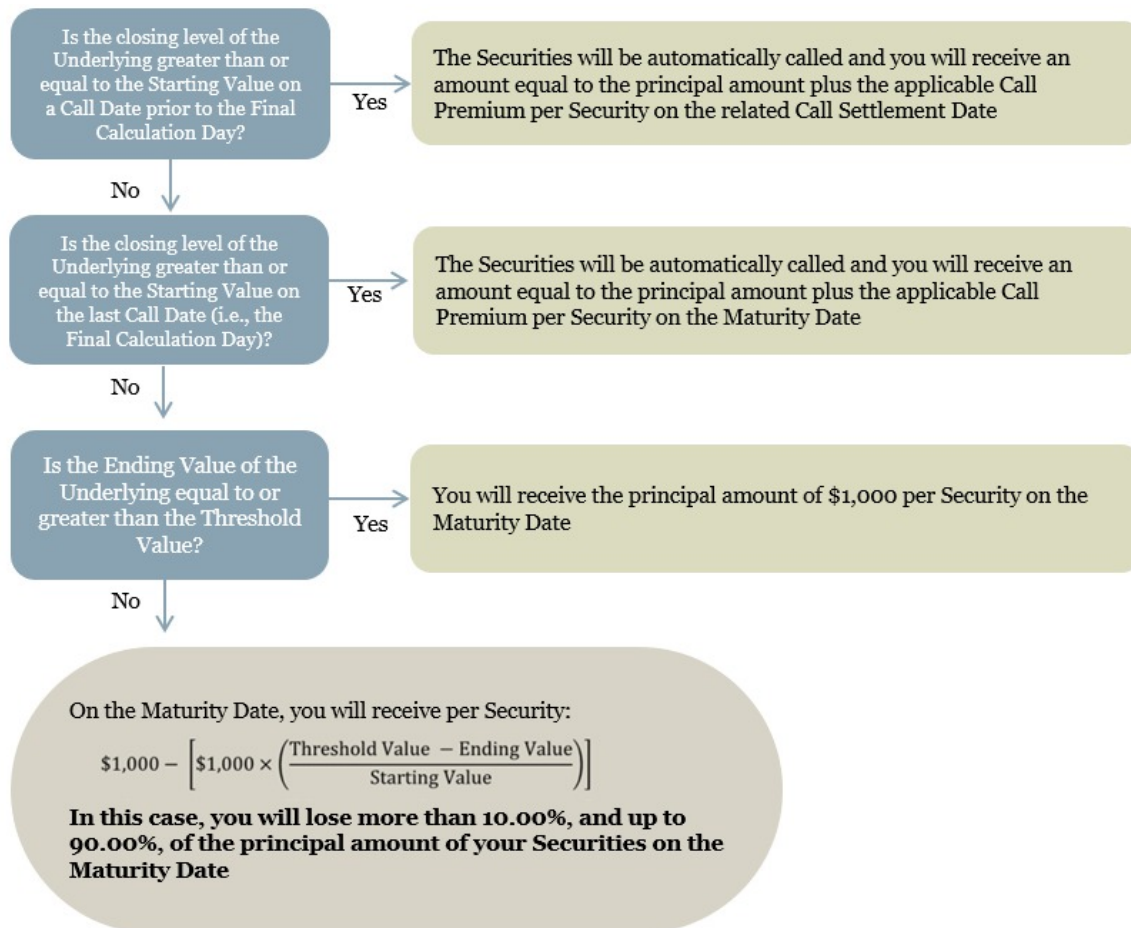 Is the closing level of the
Underlying greater than or
equal to the Starting Value on
a Call Date prior to the Final
Calculation Day?
Yes
The Securities will be automatically called and you will receive an
amount equal to the principal amount plus the applicable Call
Premium per Security on the related Call Settlement Date
No
Is the closing level of the
Underlying greater than or
equal to the Starting Value on
the last Call Date (i.e., the
Final Calculation Day)?
Yes
The Securities will be automatically called and you will receive an
amount equal to the principal amount plus the applicable Call
Premium per Security on the Maturity Date
No
Is the Ending Value of the
Underlying equal to or
greater than the Threshold
Value?
Yes
You will receive the principal amount of $1,000 per Security on the
Maturity Date
No
On the Maturity Date, you will receive per Security:
$1,000 − [$1,000 × (Threshold Value − Ending Value / Starting Value)]
In this case, you will lose more than 10.00%, and up to
90.00%, of the principal amount of your Securities on the
Maturity Date